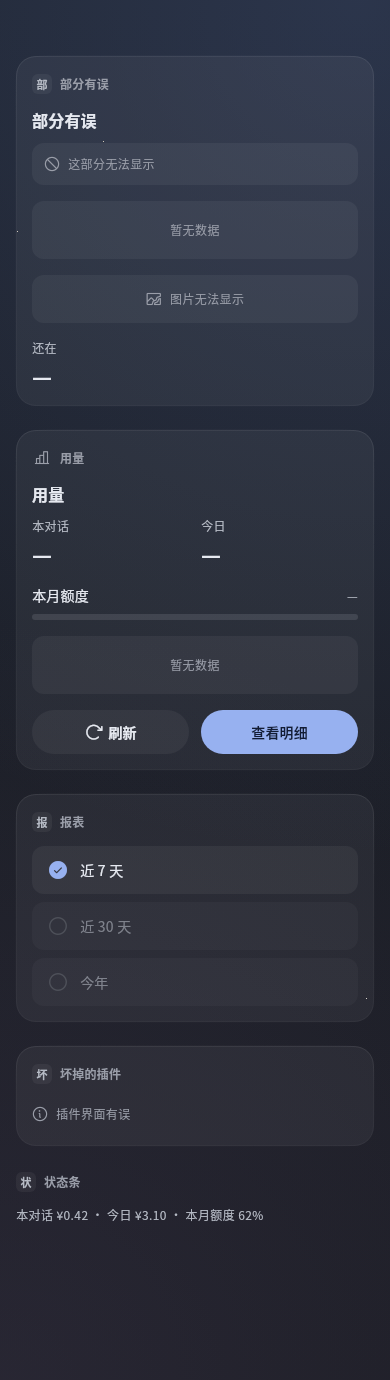 部 部分有误
部分有误
这部分无法显示
暂无数据
图片无法显示
还在
—
用量
用量
本对话 今日
— —
本月额度 —
暂无数据
刷新 查看明细
报 报表
近 7 天
近 30 天
今年
坏 坏掉的插件
插件界面有误
状 状态条
本对话 ¥0.42 · 今日 ¥3.10 · 本月额度 62%